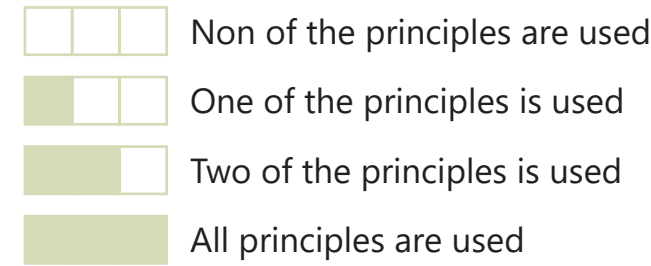 Non of the principles are used
One of the principles is used
Two of the principles is used
All principles are used